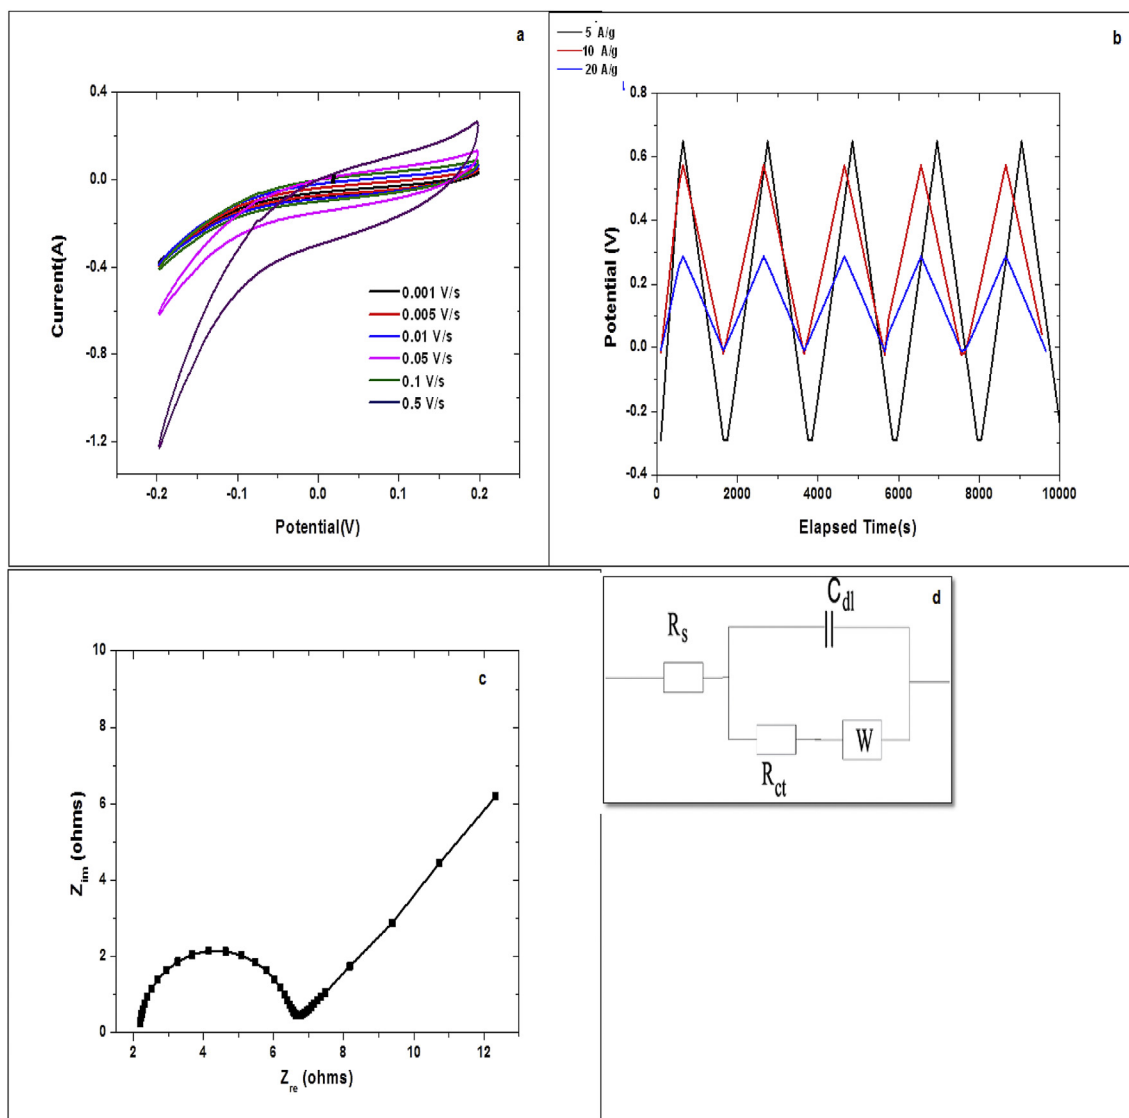 a
0.4
0.0
-0.4
-0.8
-1.2
Current(A)
0.001 V/s
0.005 V/s
0.01 V/s
0.05 V/s
0.1 V/s
0.5 V/s
-0.2 -0.1 0.0 0.1 0.2
Potential(V)
5 A/g
10 A/g
20 A/g
b
0.8
0.6
0.4
0.2
0.0
-0.2
-0.4
Potential (V)
0 2000 4000 6000 8000 10000
Elapsed Time(s)
c
10
8
6
4
2
0
Zim (ohms)
2 4 6 8 10 12
Zre (ohms)
d
Cdl
Rs
W
Rct